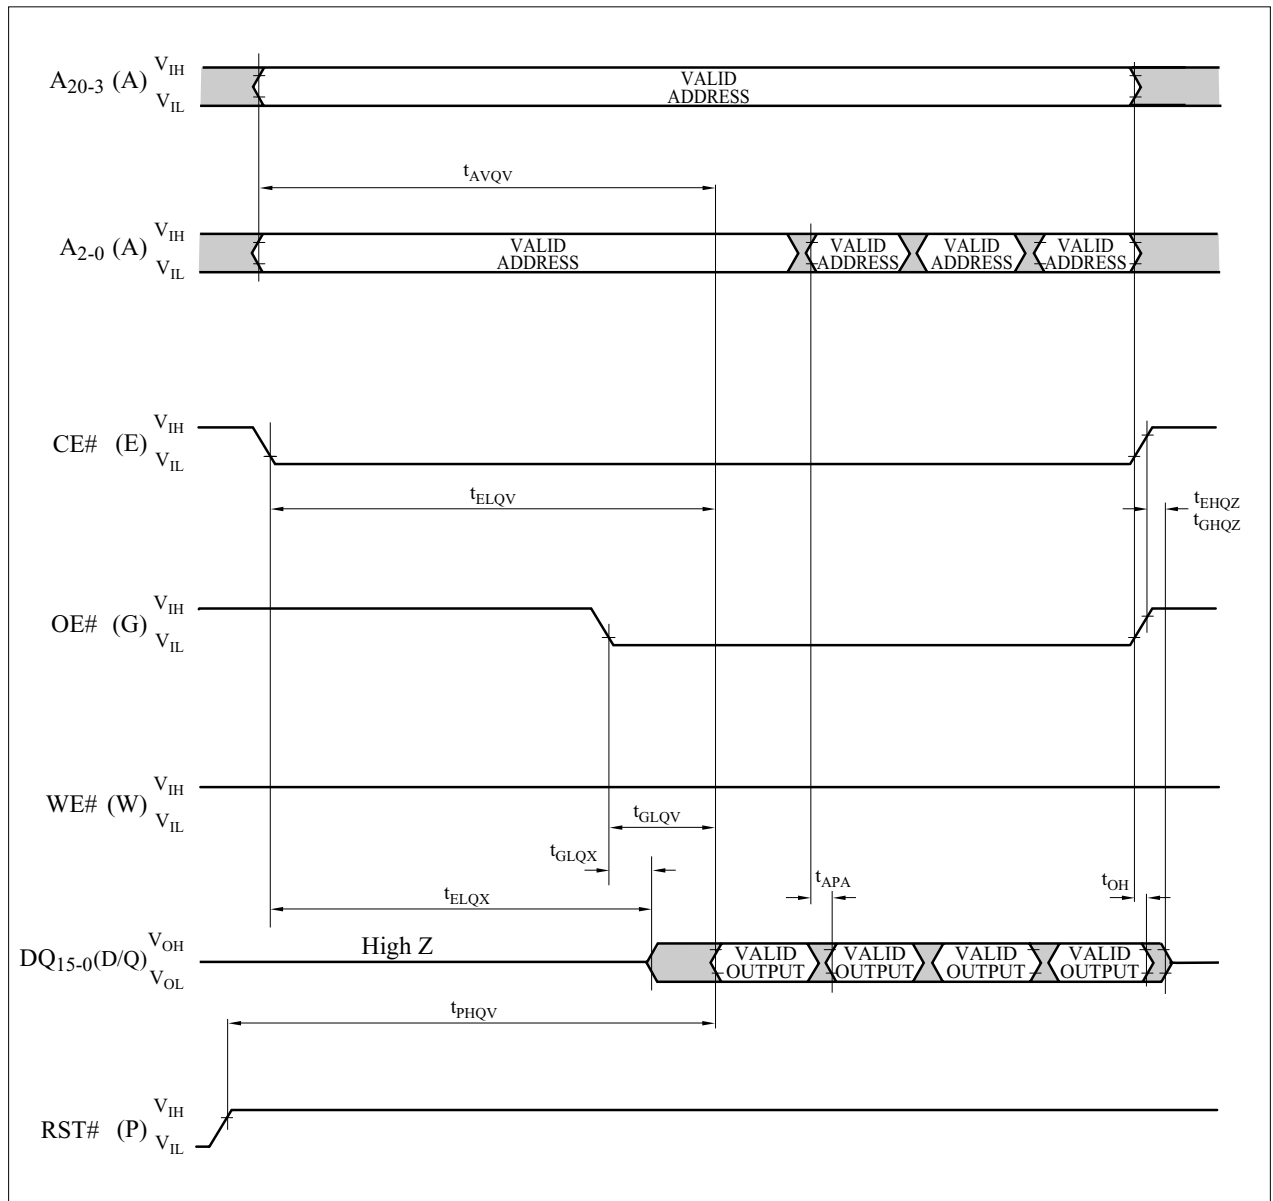 A20-3 (A) VIH
VIL
VALID
ADDRESS
tAVQV
A2-0 (A) VIH
VIL
VALID
ADDRESS
VALID
ADDRESS
VALID
ADDRESS
VALID
ADDRESS
CE# (E) VIH
VIL
tELQV
tEHQZ
tGHQZ
OE# (G) VIH
VIL
WE# (W) VIH
VIL
tGLQV
tGLQX
tELQX
tAPA
tOH
DQ15-0(D/Q) VOH
VOL
High Z
VALID
OUTPUT
VALID
OUTPUT
VALID
OUTPUT
VALID
OUTPUT
tPHQV
RST# (P) VIH
VIL